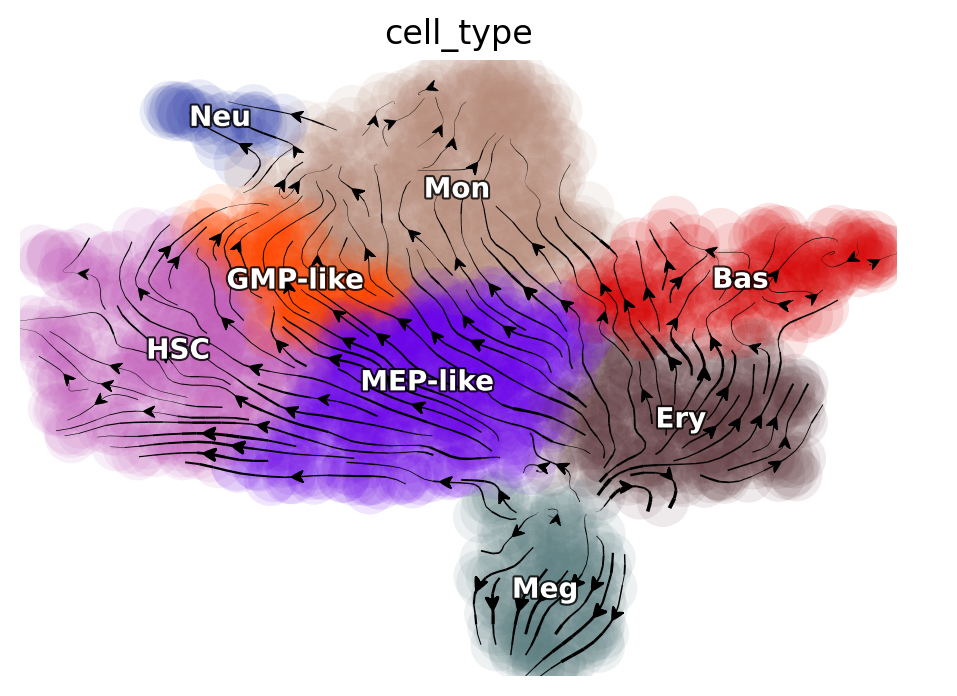 cell_type
Neu
Mon
GMP-like
Bas
HSC
MEP-like
Ery
Meg